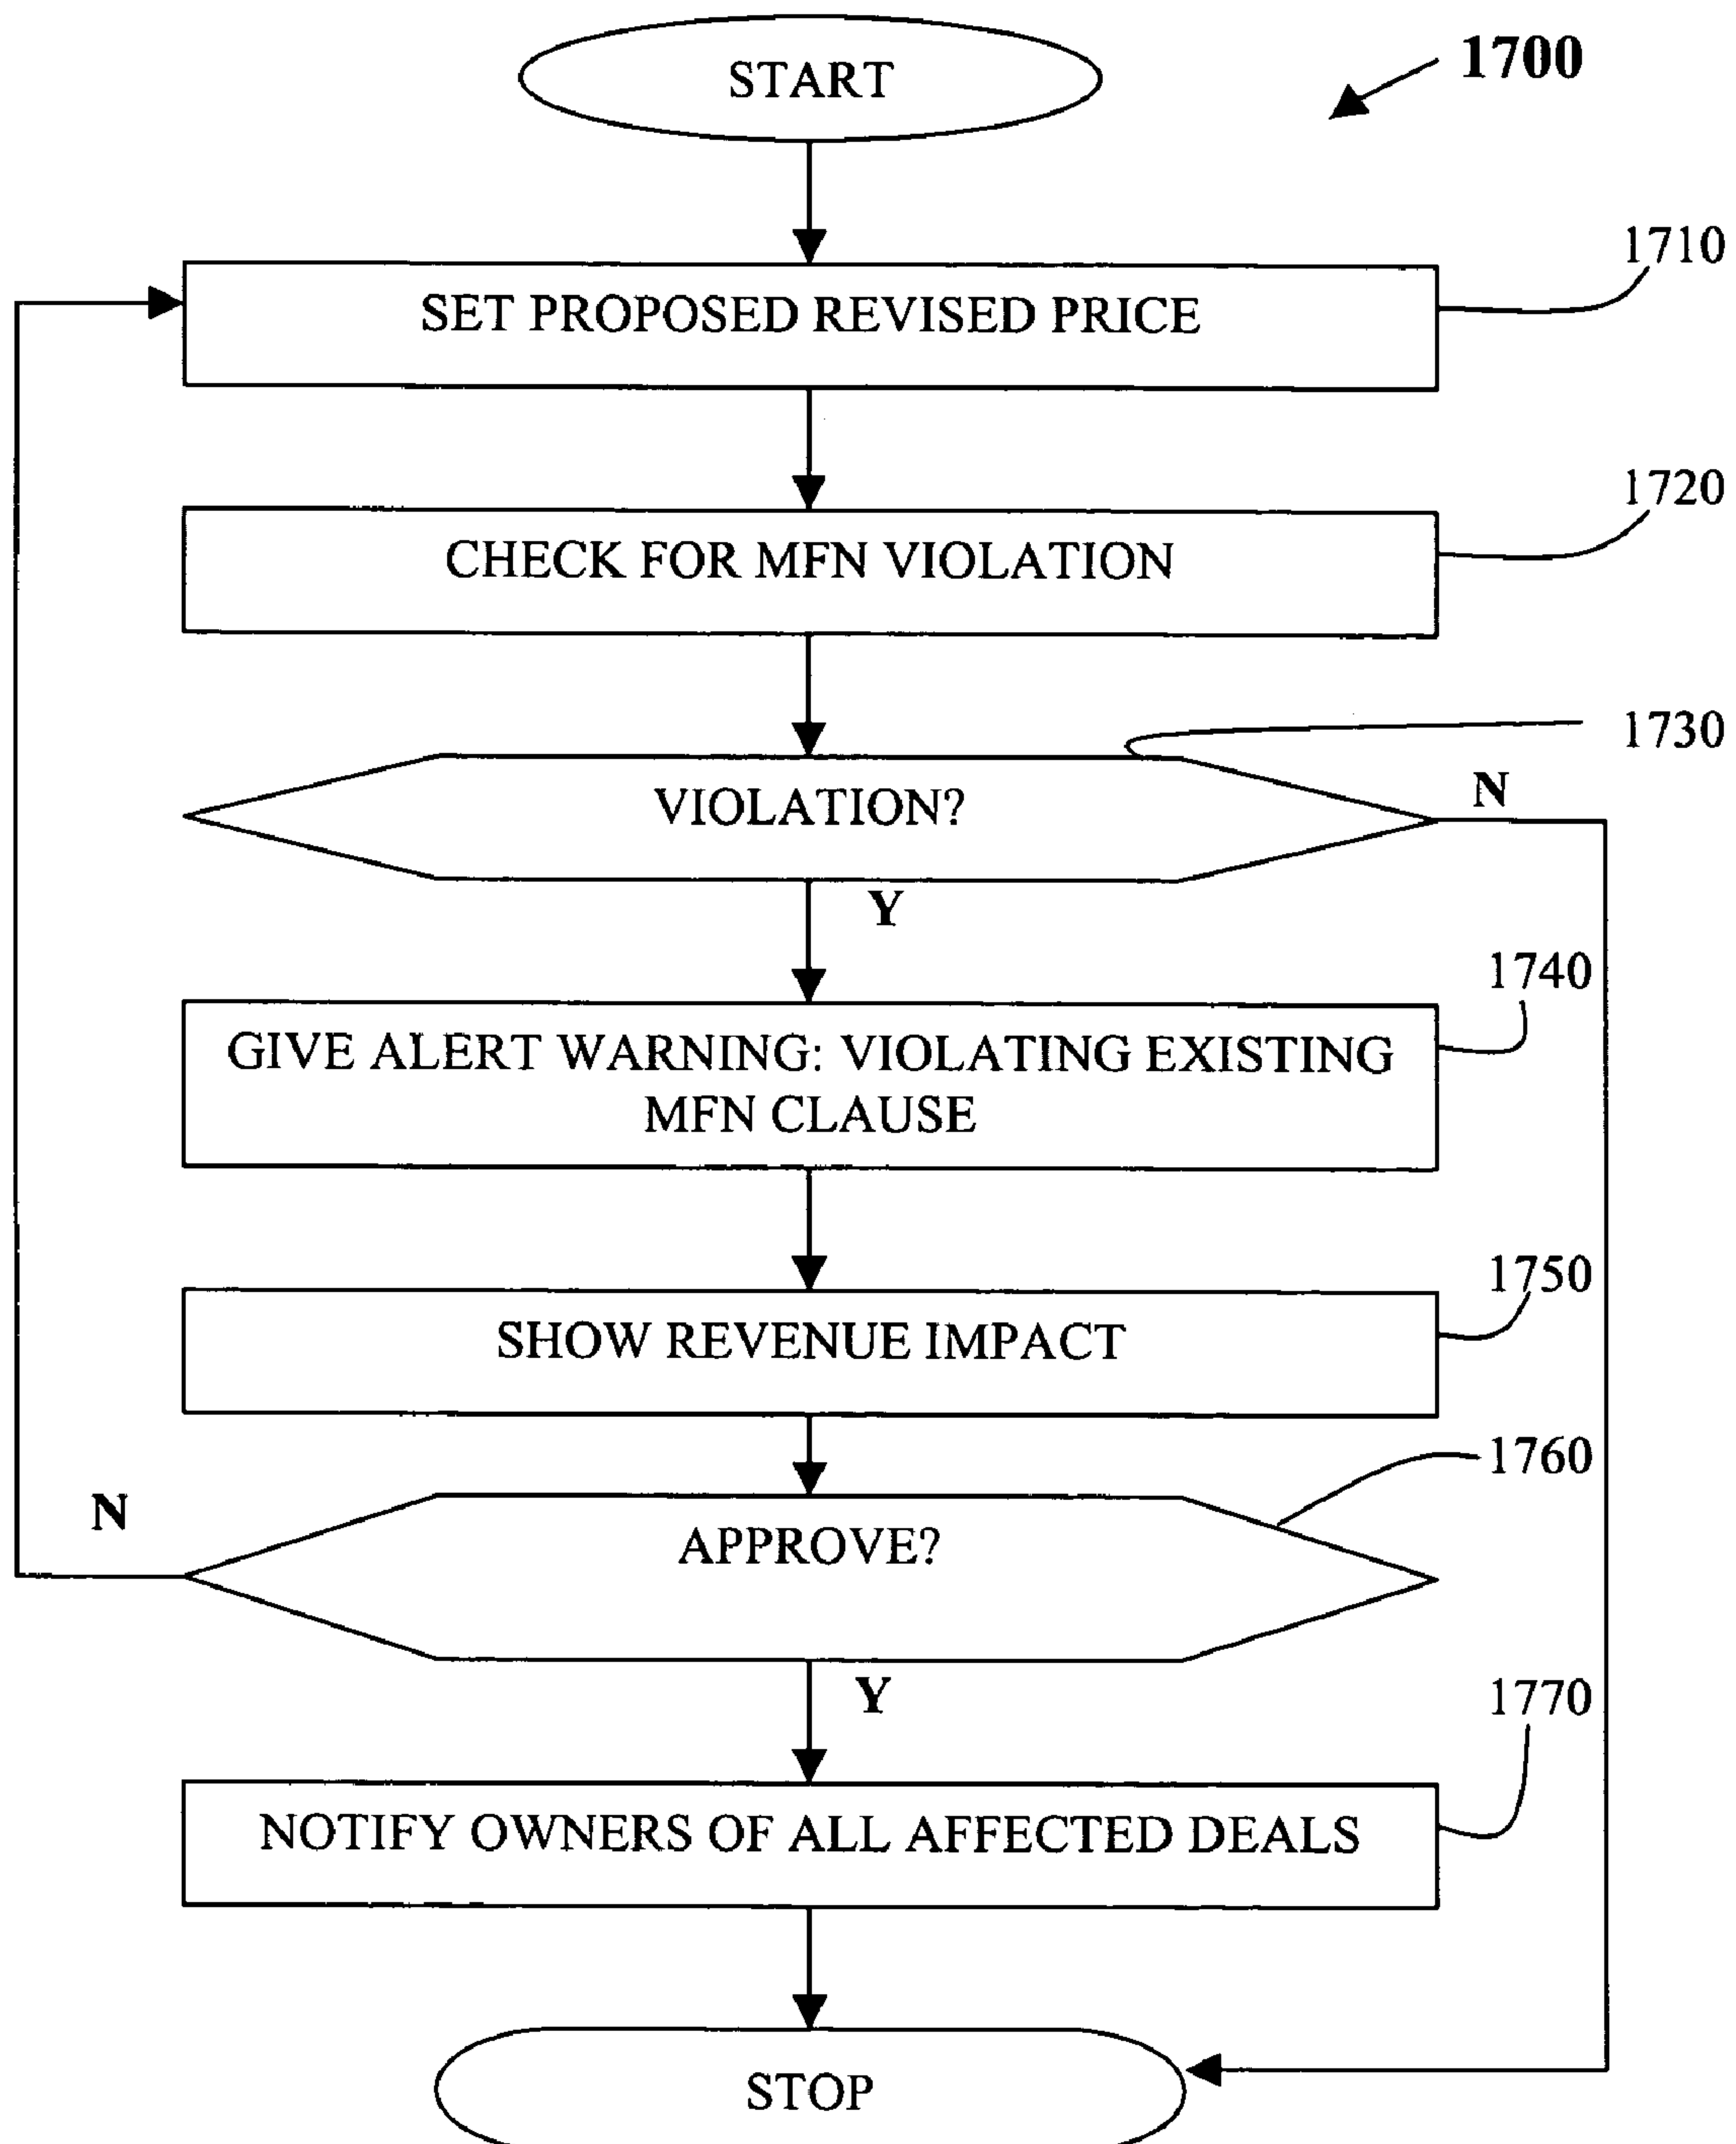 START
1700
1710
SET PROPOSED REVISED PRICE
1720
CHECK FOR MFN VIOLATION
1730
N
VIOLATION?
Y
1740
GIVE ALERT WARNING: VIOLATING EXISTING
MFN CLAUSE
1750
SHOW REVENUE IMPACT
1760
N
APPROVE?
Y
1770
NOTIFY OWNERS OF ALL AFFECTED DEALS
STOP